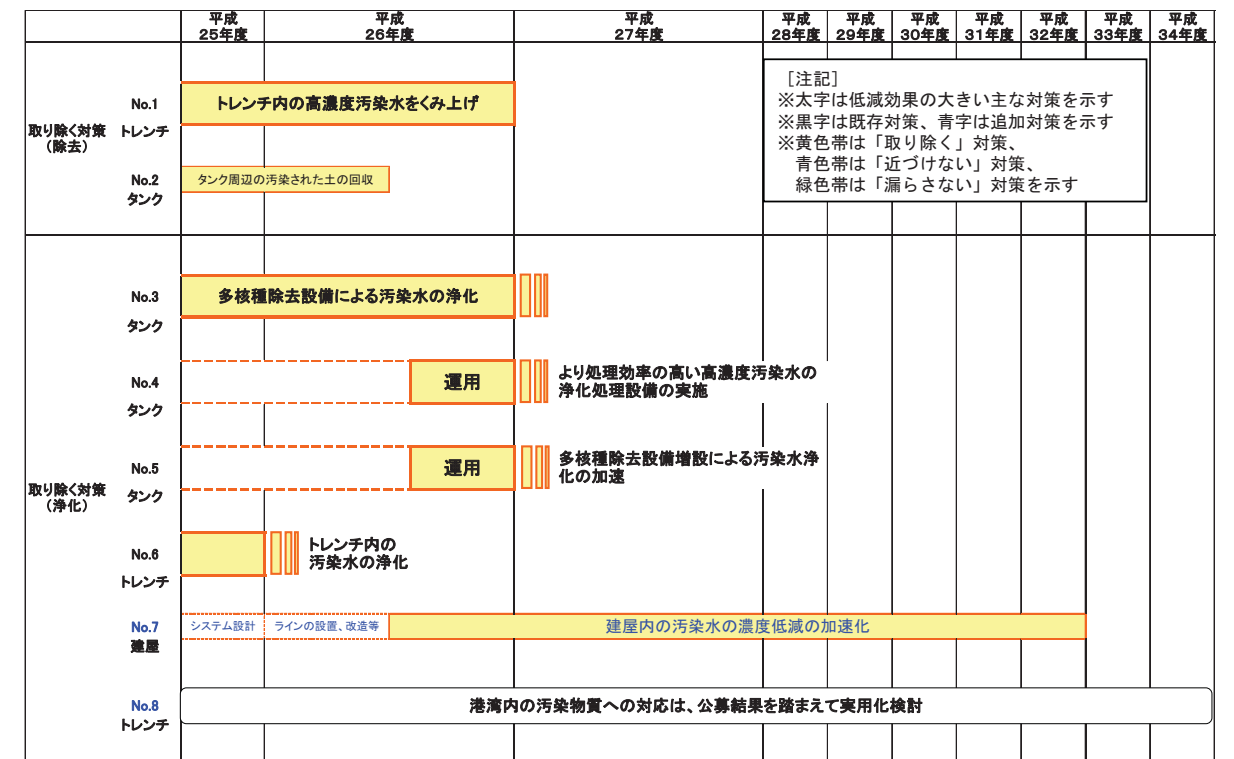 平成
25年度
平成
26年度
平成
27年度
平成
28年度
平成
29年度
平成
30年度
平成
31年度
平成
32年度
平成
33年度
平成
34年度
[注記]
※太字は低減効果の大きい主な対策を示す
※黒字は既存対策、青字は追加対策を示す
※黄色帯は「取り除く」対策、
青色帯は「近づけない」対策、
緑色帯は「漏らさない」対策を示す
取り除く対策
(除去)
No.1
トレンチ
トレンチ内の高濃度汚染水をくみ上げ
No.2
タンク
タンク周辺の汚染された土の回収
取り除く対策
(浄化)
No.3
タンク
多核種除去設備による汚染水の浄化
No.4
タンク
運用
より処理効率の高い高濃度汚染水の
浄化処理設備の実施
No.5
タンク
運用
多核種除去設備増設による汚染水浄
化の加速
No.6
トレンチ
トレンチ内の
汚染水の浄化
No.7
建屋
システム設計
ラインの設置、改造等
建屋内の汚染水の濃度低減の加速化
No.8
トレンチ
港湾内の汚染物質への対応は、公募結果を踏まえて実用化検討